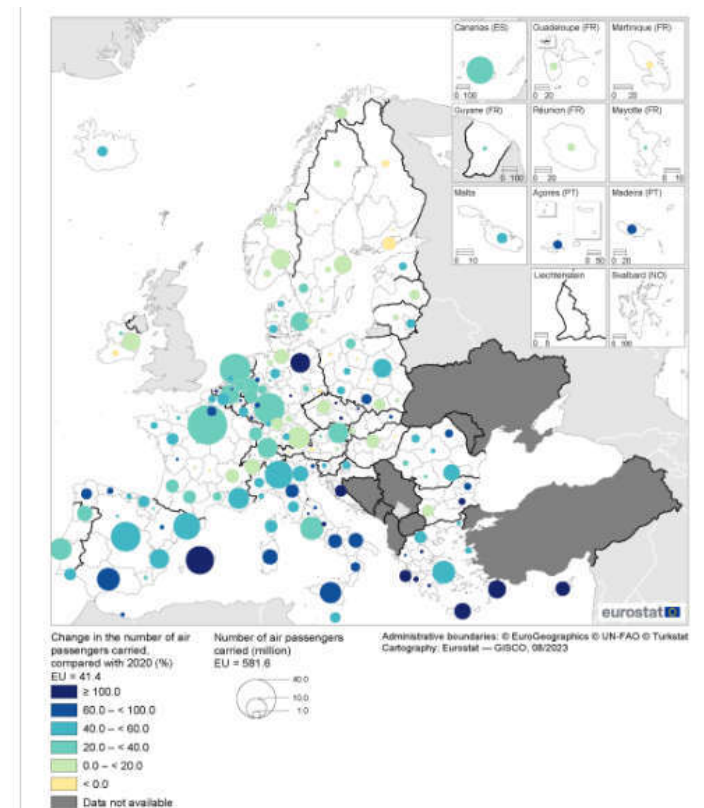 Canarias (ES)
Guadeloupe (FR)
Martinique (FR)
0 100
0 20
0 20
Guyane (FR)
Réunion (FR)
Mayotte (FR)
0 100
0 20
0 10
Malta
Açores (PT)
Madeira (PT)
0 10
0 50
0 20
Liechtenstein
Svalbard (NO)
0 5
0 100
eurostat
Change in the number of air
passengers carried,
compared with 2020 (%)
EU = 41.4
≥ 100.0
60.0 – < 100.0
40.0 – < 60.0
20.0 – < 40.0
0.0 – < 20.0
< 0.0
Data not available
Number of air passengers
carried (million)
EU = 581.6
40.0
10.0
1.0
Administrative boundaries: © EuroGeographics © UN-FAO © Turkstat
Cartography: Eurostat — GISCO, 08/2023